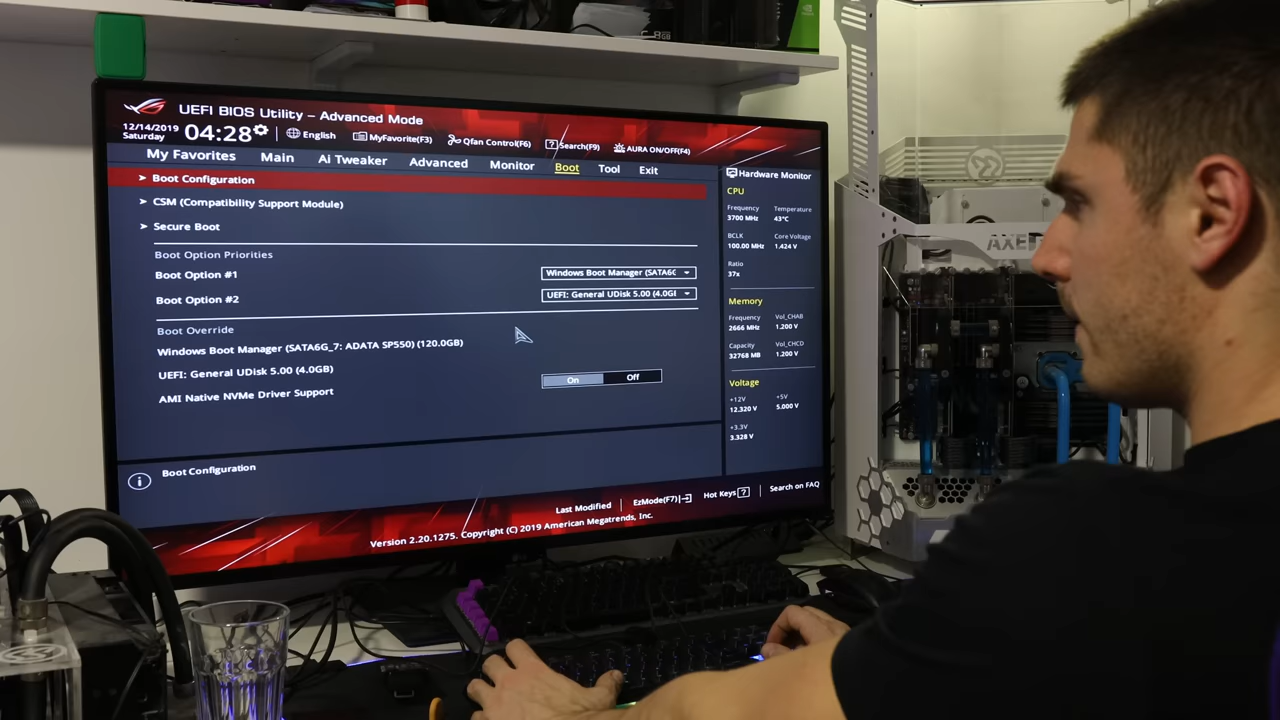 UEFI BIOS Utility – Advanced Mode
12/14/2019
Saturday
04:28
English
MyFavorite(F3)
Qfan Control(F6)
? Search(F9)
AURA ON/OFF(F4)
My Favorites Main Ai Tweaker Advanced Monitor Boot Tool Exit
Boot Configuration
CSM (Compatibility Support Module)
Secure Boot
Boot Option Priorities
Boot Option #1 Windows Boot Manager (SATA6G
Boot Option #2 UEFI: General UDisk 5.00 (4.0GI
Boot Override
Windows Boot Manager (SATA6G_7: ADATA SP550) (120.0GB)
UEFI: General UDisk 5.00 (4.0GB)
AMI Native NVMe Driver Support On Off
i Boot Configuration
Hardware Monitor
CPU
Frequency Temperature
3700 MHz 43°C
BCLK Core Voltage
100.00 MHz 1.424 V
Ratio
37x
Memory
Frequency Vol_CHAB
2666 MHz 1.200 V
Capacity Vol_CHCD
32768 MB 1.200 V
Voltage
+12V +5V
12.320 V 5.000 V
+3.3V
3.328 V
Last Modified EzMode(F7) Hot Keys ? Search on FAQ
Version 2.20.1275. Copyright (C) 2019 American Megatrends, Inc.